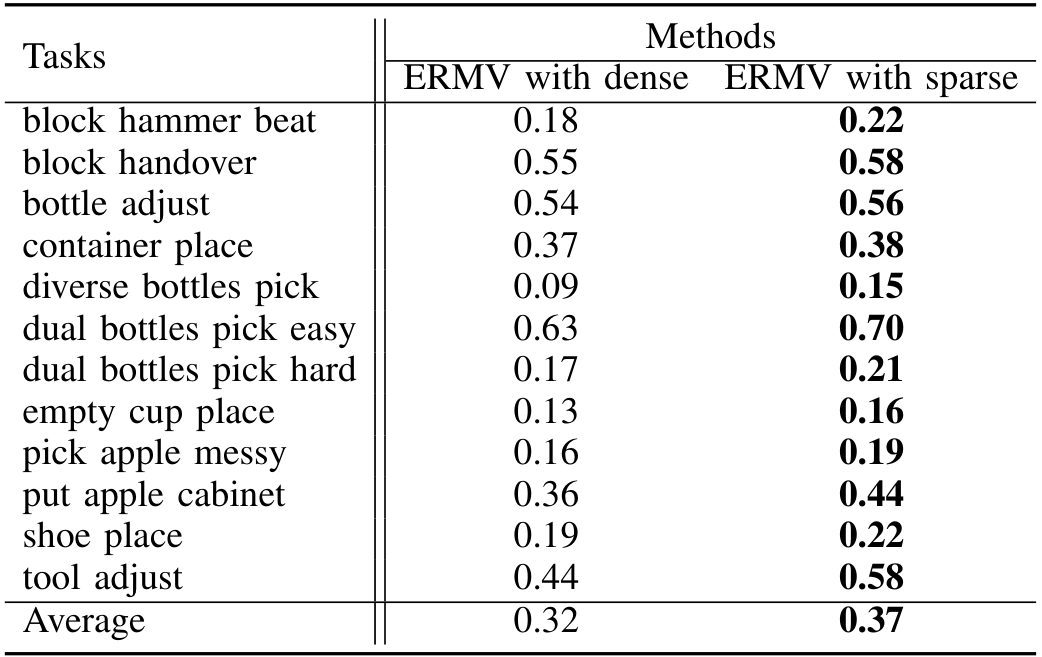 Tasks
Methods
ERMV with dense ERMV with sparse
block hammer beat 0.18 0.22
block handover 0.55 0.58
bottle adjust 0.54 0.56
container place 0.37 0.38
diverse bottles pick 0.09 0.15
dual bottles pick easy 0.63 0.70
dual bottles pick hard 0.17 0.21
empty cup place 0.13 0.16
pick apple messy 0.16 0.19
put apple cabinet 0.36 0.44
shoe place 0.19 0.22
tool adjust 0.44 0.58
Average 0.32 0.37